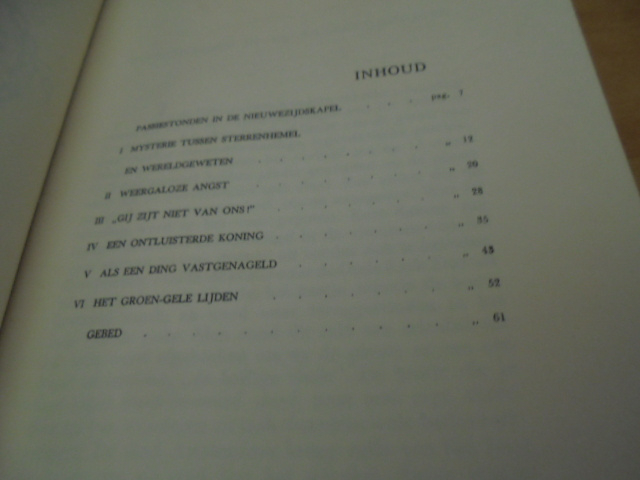 INHOUD
PASSIESTONDEN IN DE NIEUWEZIJDSKAPEL . . . pag. 7
I MYSTERIE TUSSEN STERRENHEMEL
EN WERELDGEWETEN . . . . . . . „ 12
II WEERGALOZE ANGST . . . . . . . „ 20
III „GIJ ZIJT NIET VAN ONS!” . . . . . . „ 28
IV EEN ONTLUISTERDE KONING . . . . . . „ 35
V ALS EEN DING VASTGENAGELD . . . . . . „ 43
VI HET GROEN-GELE LIJDEN . . . . . . „ 52
GEBED . . . . . . . . . . „ 61